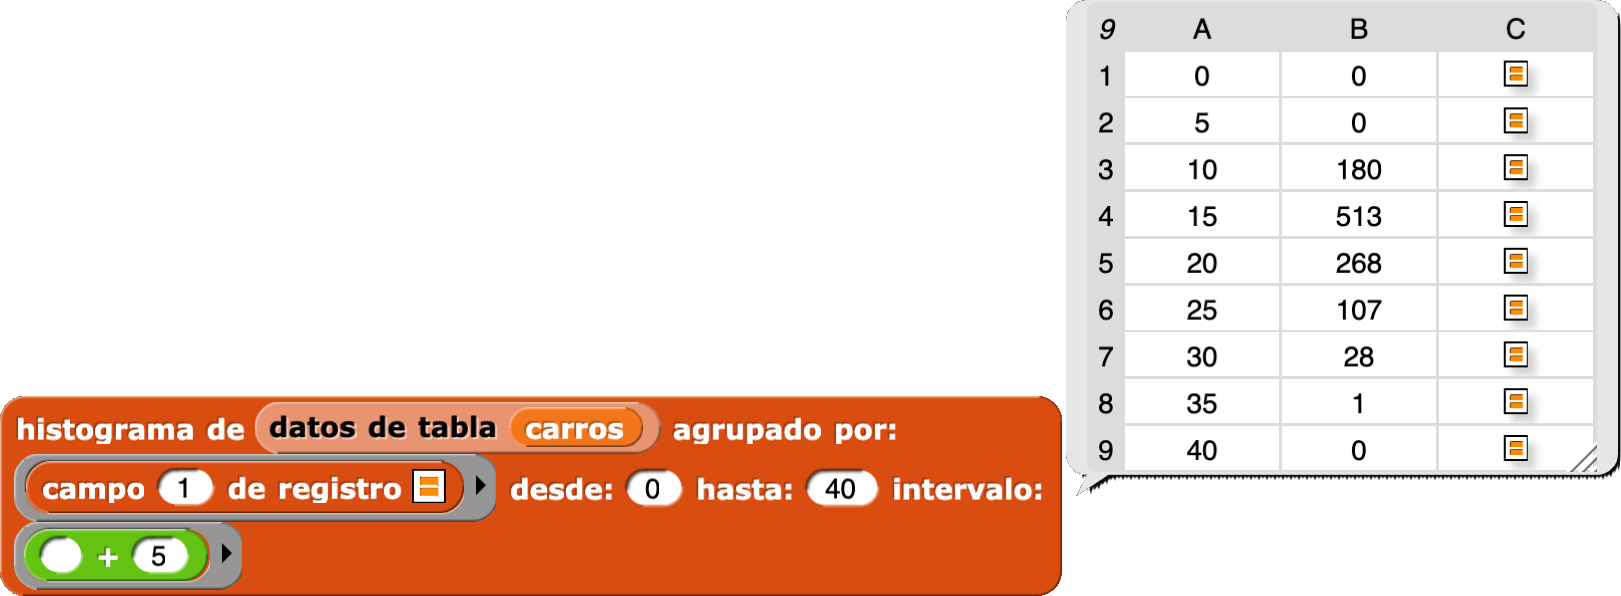 9 A B C
1 0 0
2 5 0
3 10 180
4 15 513
5 20 268
6 25 107
7 30 28
8 35 1
9 40 0
histograma de datos de tabla carros agrupado por:
campo 1 de registro desde: 0 hasta: 40 intervalo:
+ 5